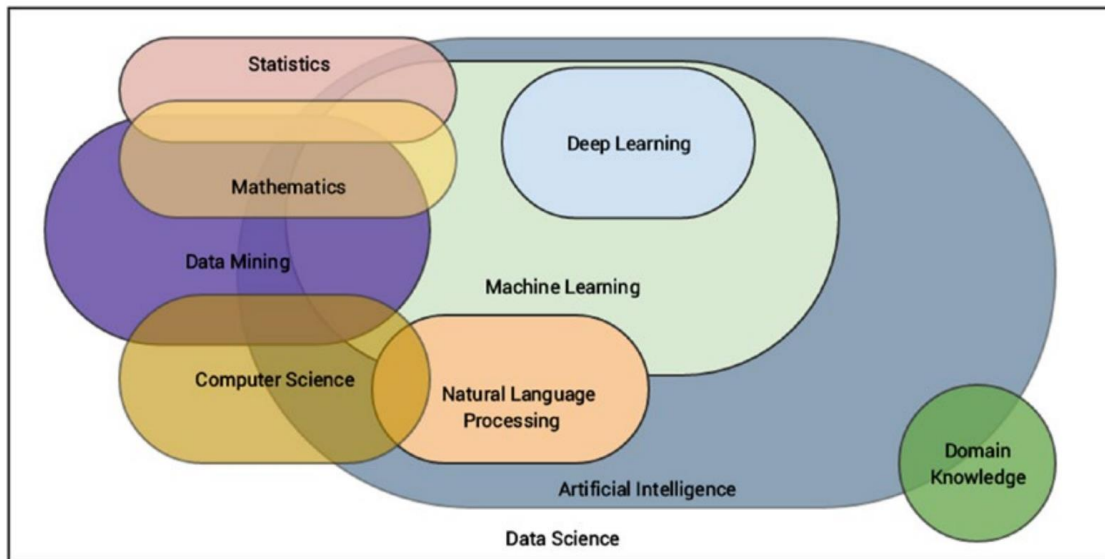 Statistics
Deep Learning
Mathematics
Data Mining
Machine Learning
Computer Science
Natural Language
Processing
Domain
Knowledge
Artificial Intelligence
Data Science